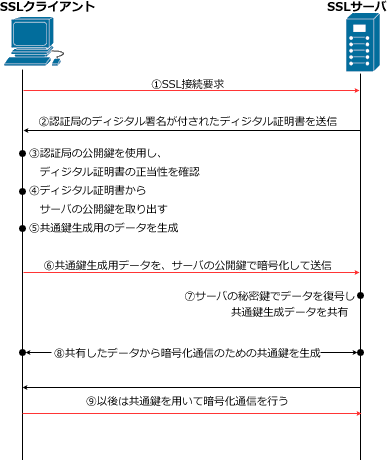 SSLクライアント
SSLサーバ
①SSL接続要求
②認証局のディジタル署名が付されたディジタル証明書を送信
③認証局の公開鍵を使用し、
ディジタル証明書の正当性を確認
④ディジタル証明書から
サーバの公開鍵を取り出す
⑤共通鍵生成用のデータを生成
⑥共通鍵生成用データを、サーバの公開鍵で暗号化して送信
⑦サーバの秘密鍵でデータを復号し
共通鍵生成データを共有
⑧共有したデータから暗号化通信のための共通鍵を生成
⑨以後は共通鍵を用いて暗号化通信を行う